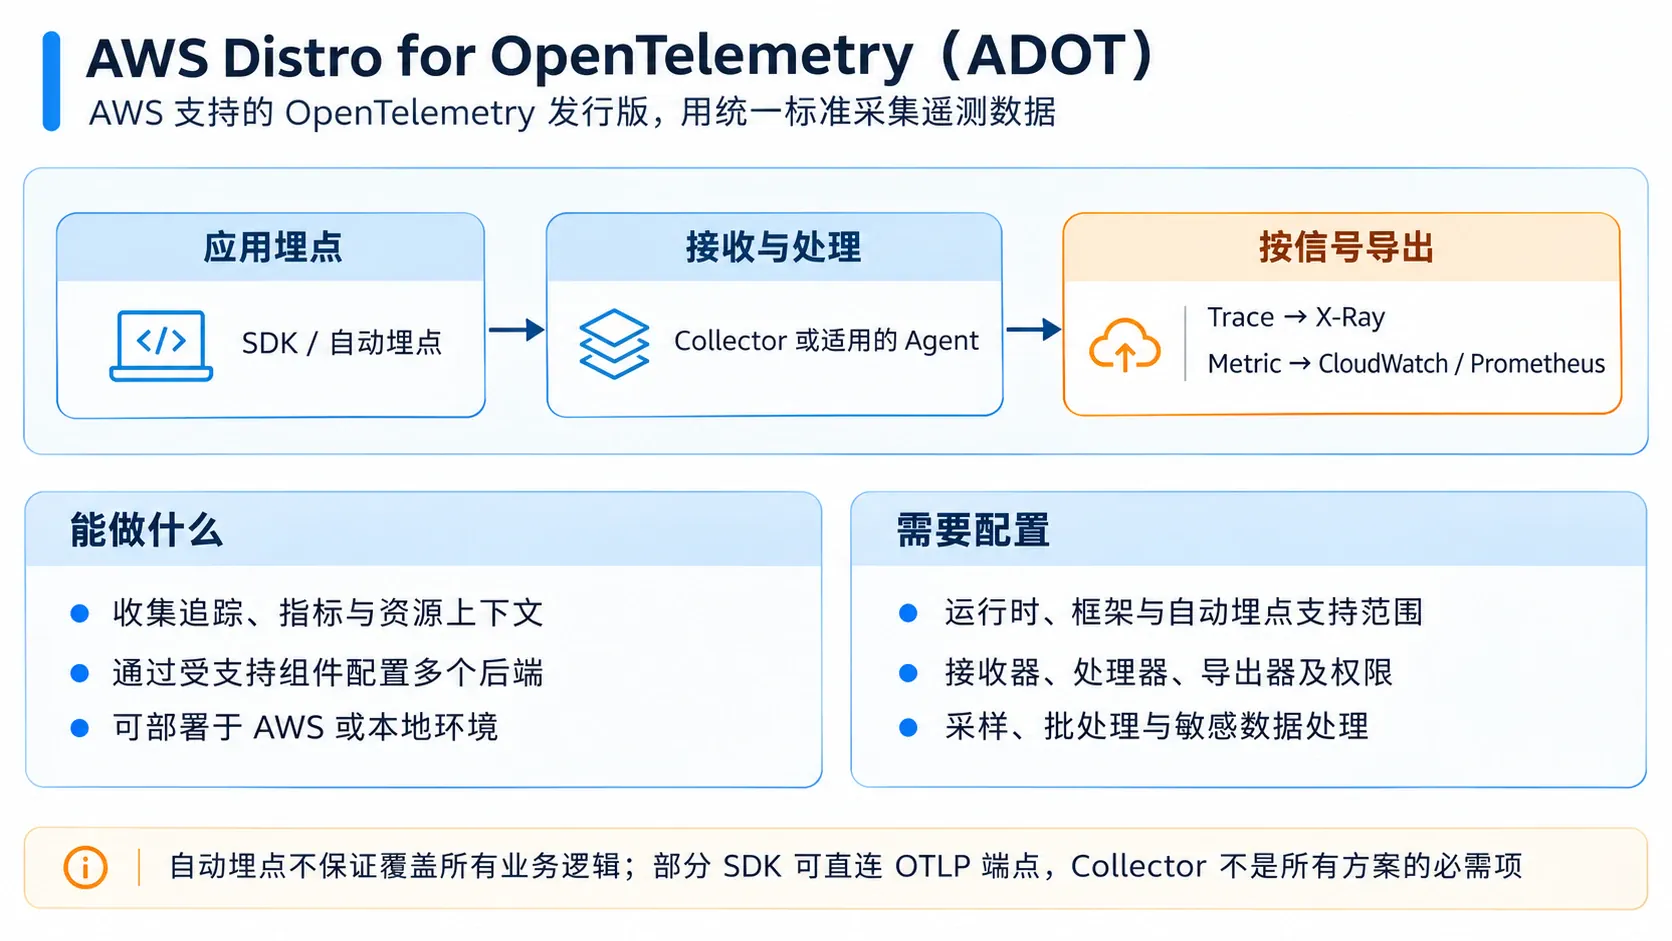 AWS Distro for OpenTelemetry（ADOT）
AWS 支持的 OpenTelemetry 发行版，用统一标准采集遥测数据
应用埋点
</>
SDK / 自动埋点
接收与处理
Collector 或适用的 Agent
按信号导出
Trace → X-Ray
Metric → CloudWatch / Prometheus
能做什么
收集追踪、指标与资源上下文
通过受支持组件配置多个后端
可部署于 AWS 或本地环境
需要配置
运行时、框架与自动埋点支持范围
接收器、处理器、导出器及权限
采样、批处理与敏感数据处理
自动埋点不保证覆盖所有业务逻辑；部分 SDK 可直连 OTLP 端点，Collector 不是所有方案的必需项